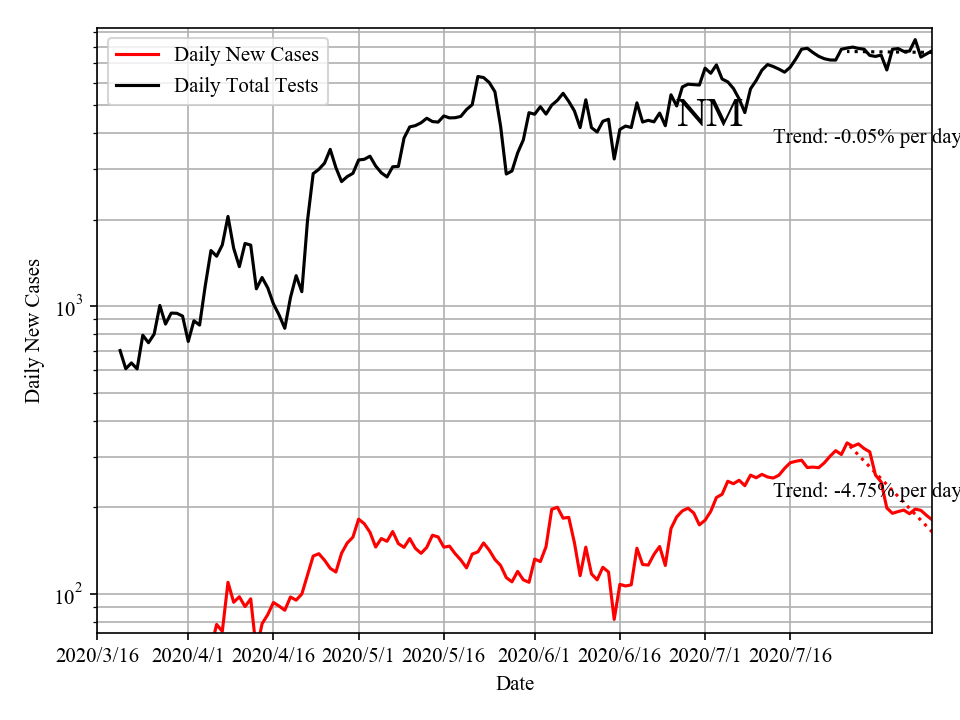 Daily New Cases
Daily Total Tests
NM
Trend: -0.05% per day
Daily New Cases
10³
Trend: -4.75% per day
10²
2020/3/16 2020/4/1 2020/4/16 2020/5/1 2020/5/16 2020/6/1 2020/6/16 2020/7/1 2020/7/16
Date